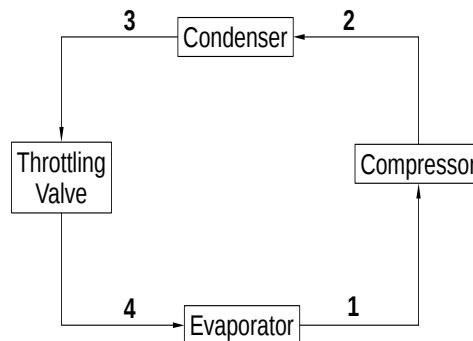 3
2
Condenser
Throttling
Valve
Compressor
4
1
Evaporator